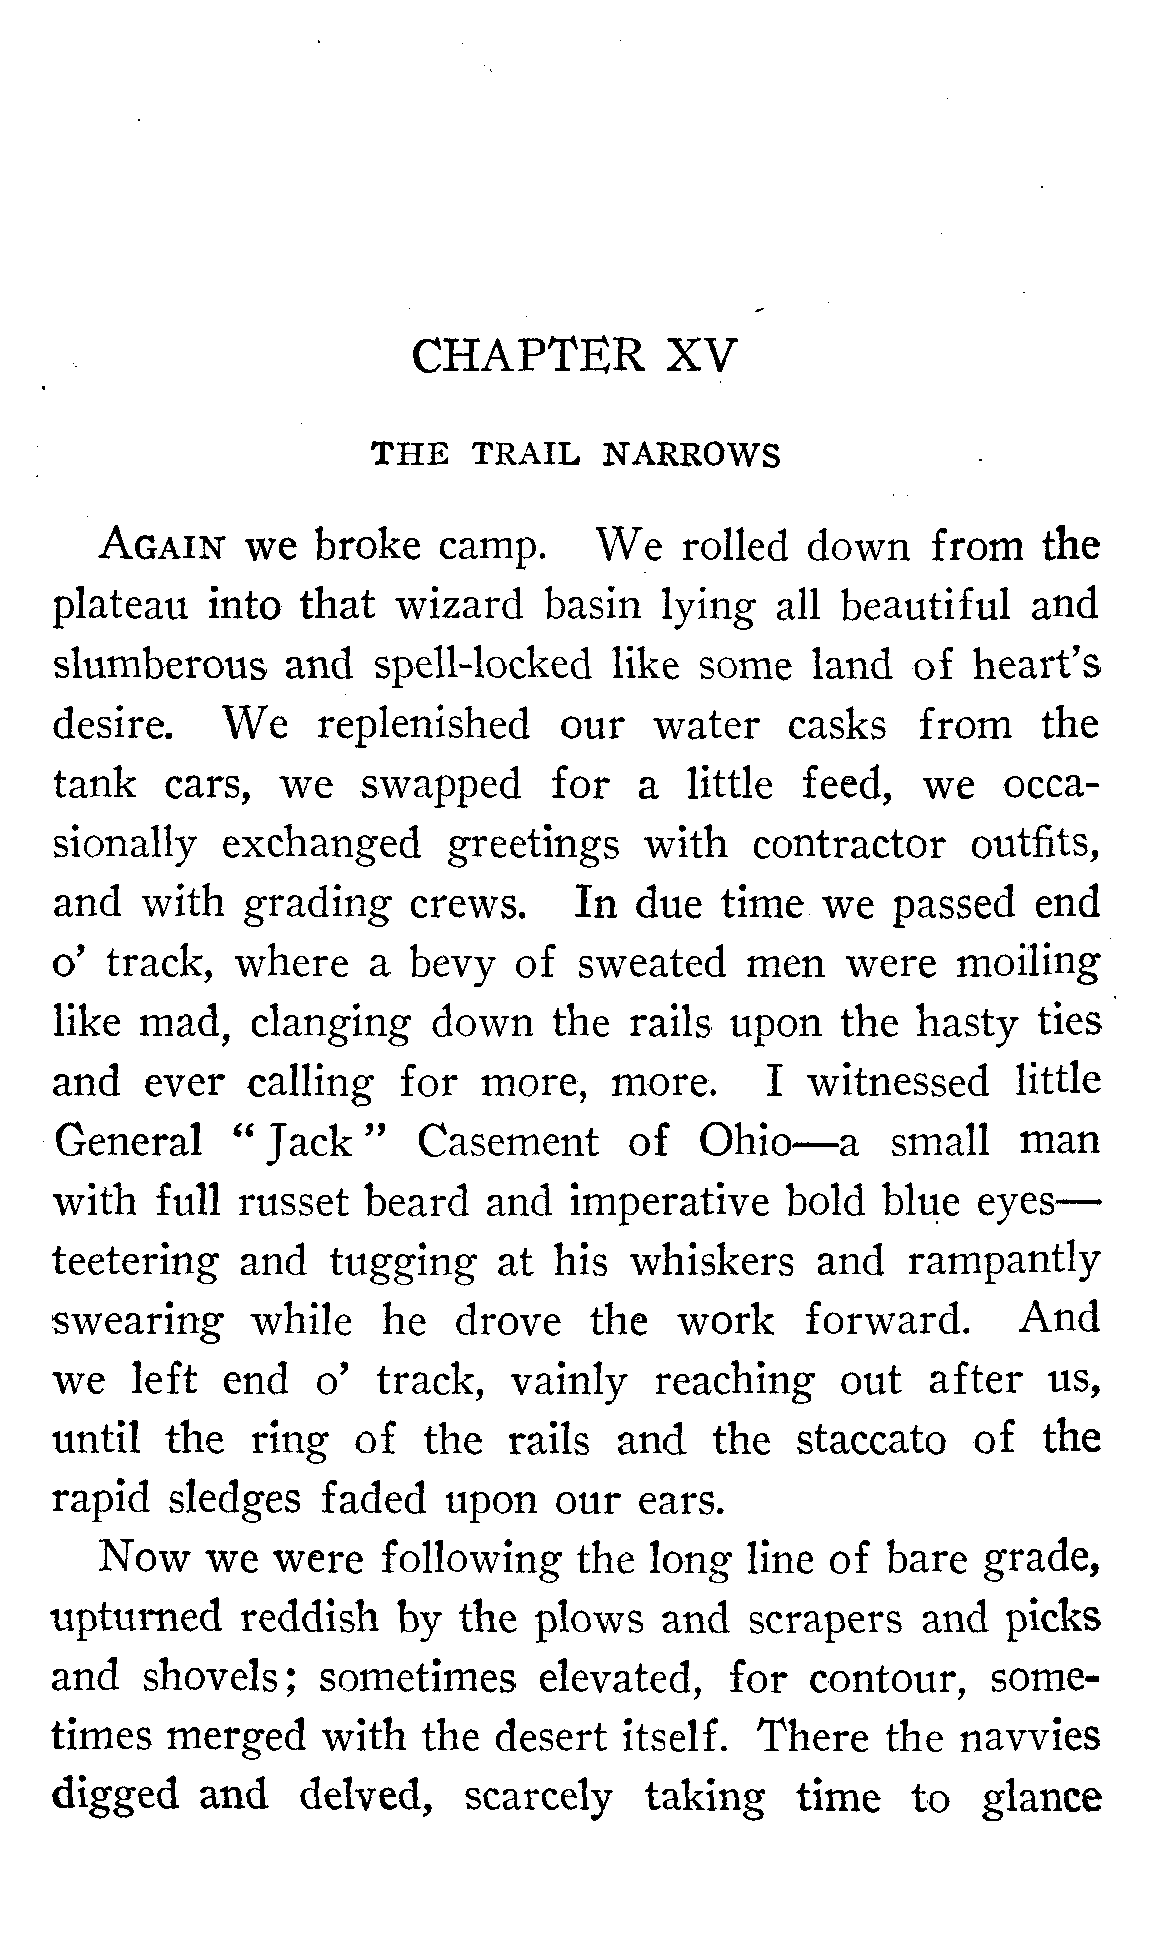 CHAPTER XV
THE TRAIL NARROWS
AGAIN we broke camp. We rolled down from the
plateau into that wizard basin lying all beautiful and
slumberous and spell-locked like some land of heart's
desire. We replenished our water casks from the
tank cars, we swapped for a little feed, we occa-
sionally exchanged greetings with contractor outfits,
and with grading crews. In due time we passed end
o' track, where a bevy of sweated men were moiling
like mad, clanging down the rails upon the hasty ties
and ever calling for more, more. I witnessed little
General “Jack” Casement of Ohio—a small man
with full russet beard and imperative bold blue eyes—
teetering and tugging at his whiskers and rampantly
swearing while he drove the work forward. And
we left end o' track, vainly reaching out after us,
until the ring of the rails and the staccato of the
rapid sledges faded upon our ears.
Now we were following the long line of bare grade,
upturned reddish by the plows and scrapers and picks
and shovels; sometimes elevated, for contour, some-
times merged with the desert itself. There the navvies
digged and delved, scarcely taking time to glance